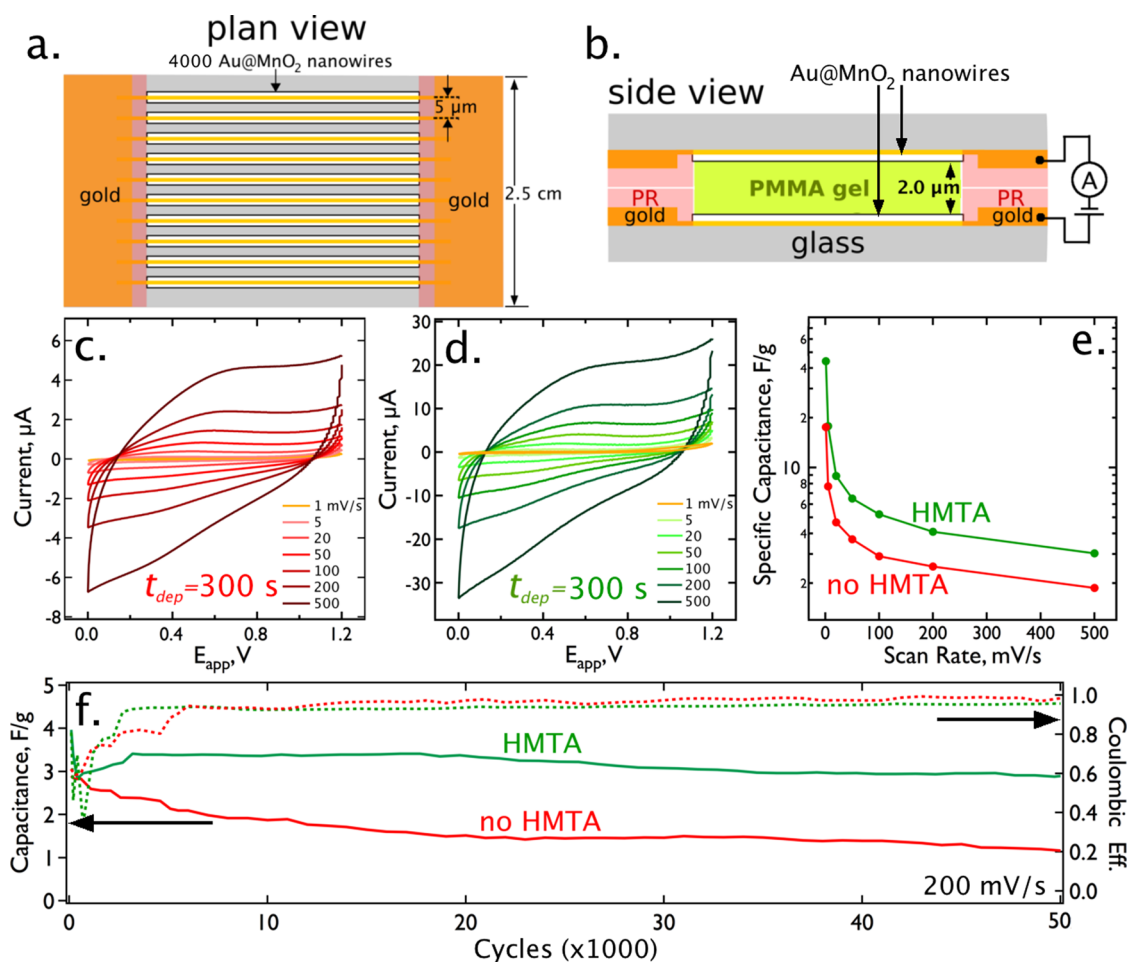 a.
plan view
4000 Au@MnO₂ nanowires
5 µm
gold
gold
2.5 cm
b.
Au@MnO₂ nanowires
side view
PR
gold
PMMA gel
2.0 µm
gold
A
glass
c.
Current, µA
6
4
2
0
-2
-4
-6
-8
1 mV/s
5
20
50
100
200
500
t_dep=300 s
0.0
0.4
0.8
1.2
E_app, V
d.
Current, µA
30
20
10
0
-10
-20
-30
1 mV/s
5
20
50
100
200
500
t_dep=300 s
0.0
0.4
0.8
1.2
E_app, V
e.
Specific Capacitance, F/g
6
4
2
10
8
6
4
2
HMTA
no HMTA
0
100
200
300
400
500
Scan Rate, mV/s
f.
Capacitance, F/g
5
4
3
2
1
0
HMTA
no HMTA
200 mV/s
1.0
0.8
0.6
0.4
0.2
0.0
Coulombic Eff.
0
10
20
30
40
50
Cycles (x1000)